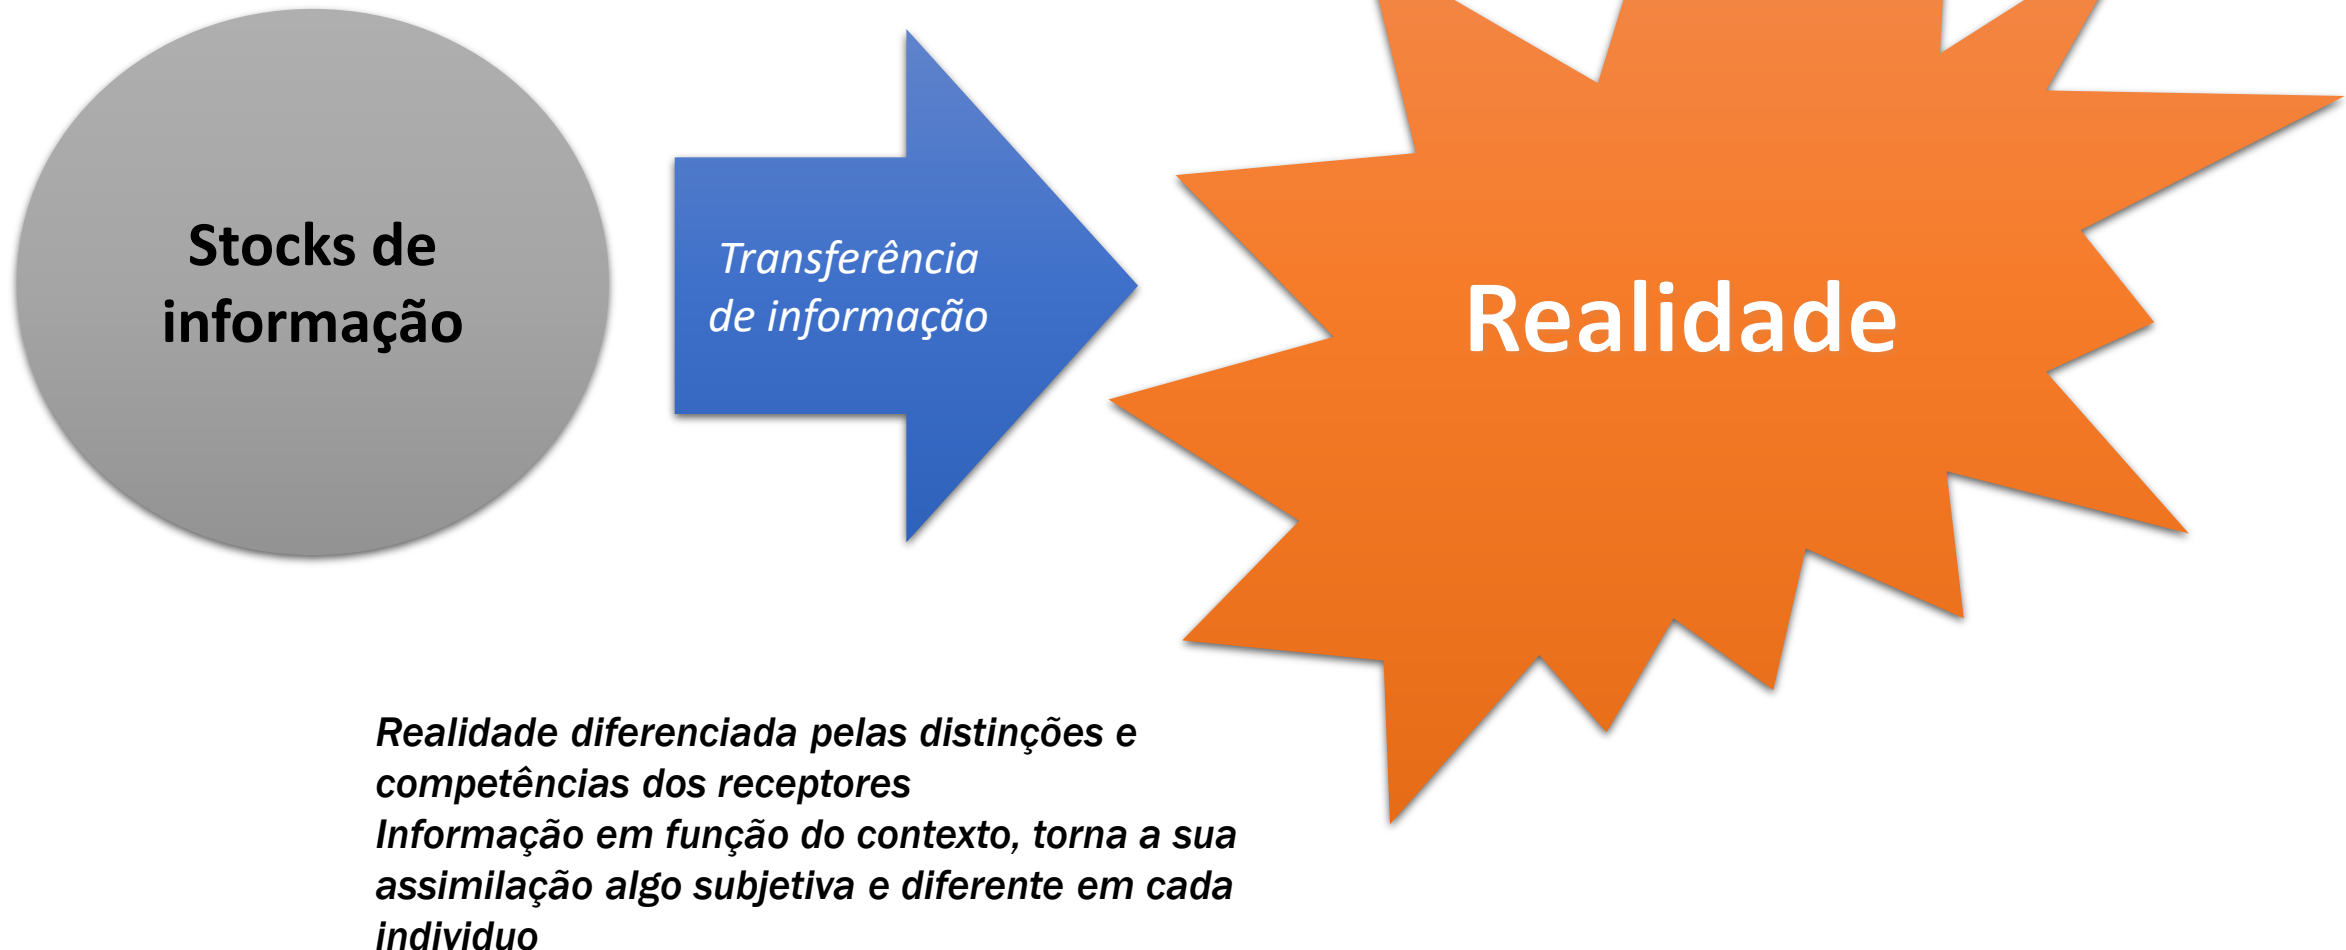 Stocks de
informação
Transferência
de informação
Realidade
Realidade diferenciada pelas distinções e
competências dos receptores
Informação em função do contexto, torna a sua
assimilação algo subjetiva e diferente em cada
individuo